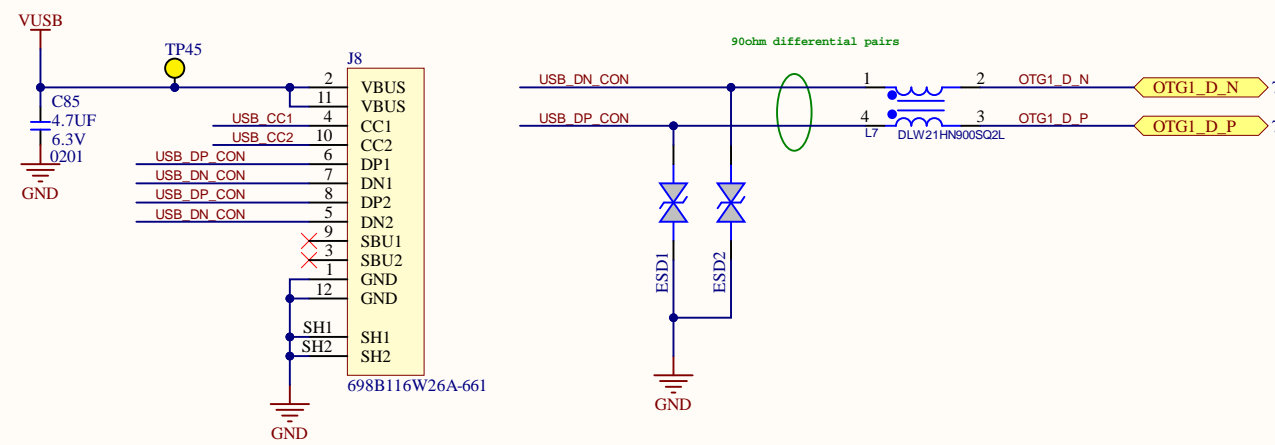 VUSB
TP45
C85
4.7UF
6.3V
0201
GND
J8
2 VBUS
11 VBUS
USB_CC1 4 CC1
USB_CC2 10 CC2
USB_DP_CON 6 DP1
USB_DN_CON 7 DN1
USB_DP_CON 8 DP2
USB_DN_CON 5 DN2
9 SBU1
3 SBU2
1 GND
12 GND
SH1 SH1
SH2 SH2
698B116W26A-661
GND
90ohm differential pairs
USB_DN_CON 1 2 OTG1_D_N OTG1_D_N
USB_DP_CON 4 3 OTG1_D_P OTG1_D_P
L7 DLW21HN900SQ2L
ESD1
ESD2
GND